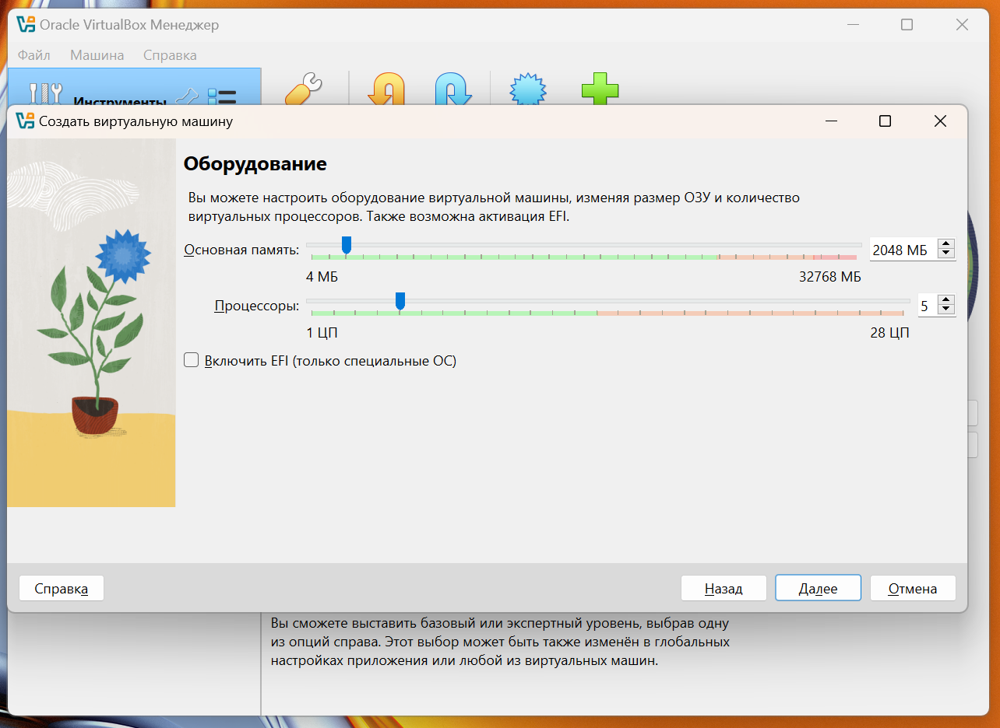 Oracle VirtualBox Менеджер
Файл Машина Справка
Инструменты
Создать виртуальную машину
Оборудование
Вы можете настроить оборудование виртуальной машины, изменяя размер ОЗУ и количество
виртуальных процессоров. Также возможна активация EFI.
Основная память: 2048 МБ
4 МБ 32768 МБ
Процессоры: 5
1 ЦП 28 ЦП
Включить EFI (только специальные ОС)
Справка Назад Далее Отмена
Вы сможете выставить базовый или экспертный уровень, выбрав одну
из опций справа. Этот выбор может быть также изменён в глобальных
настройках приложения или любой из виртуальных машин.